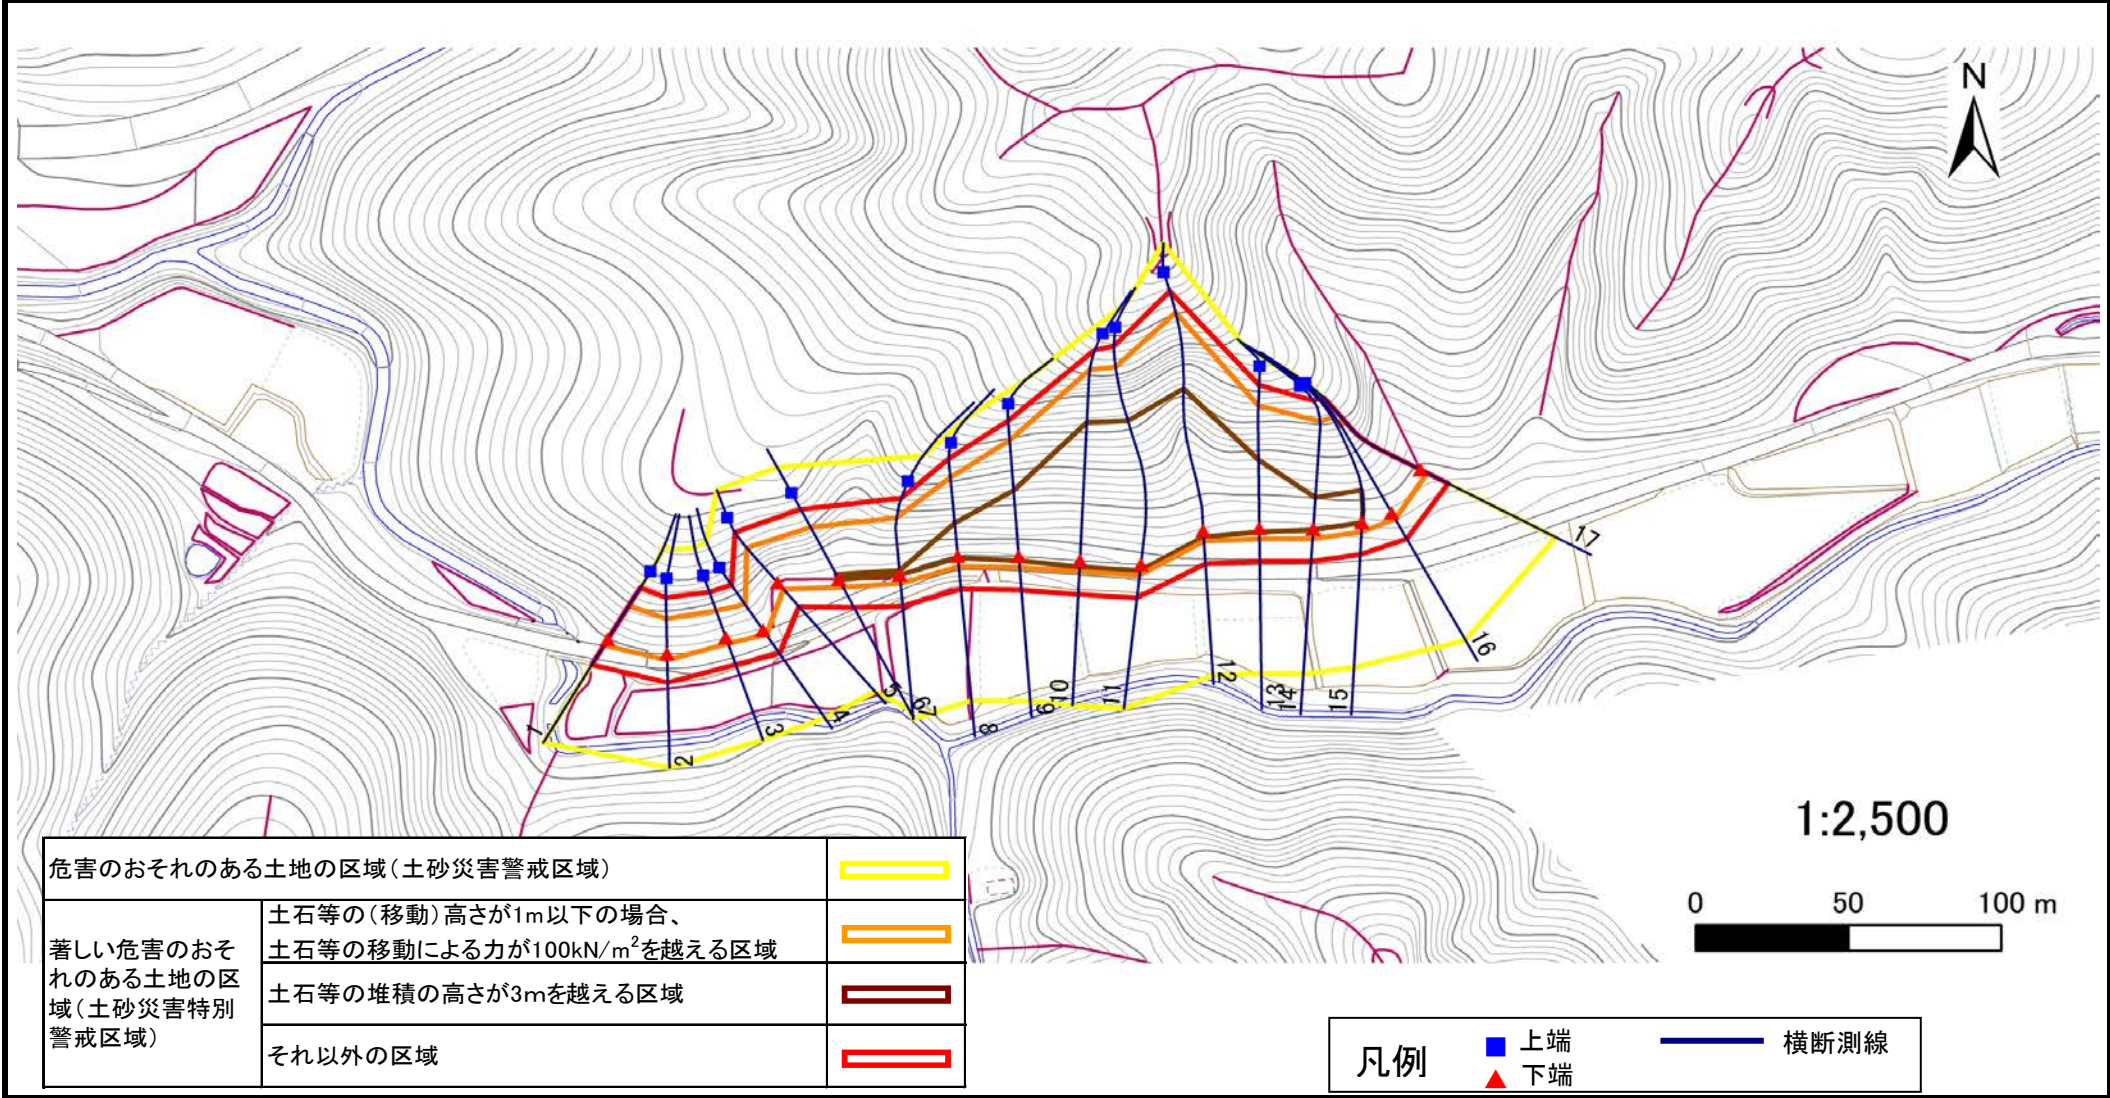 N
1
2
3
4
5
6
7
8
9
10
11
12
13
14
15
16
17
1:2,500
0 50 100 m
危害のおそれのある土地の区域(土砂災害警戒区域)
著しい危害のおそ
れのある土地の区
域(土砂災害特別
警戒区域)
土石等の(移動)高さが1m以下の場合、
土石等の移動による力が100kN/m²を越える区域
土石等の堆積の高さが3mを越える区域
それ以外の区域
凡例
上端
下端
横断測線